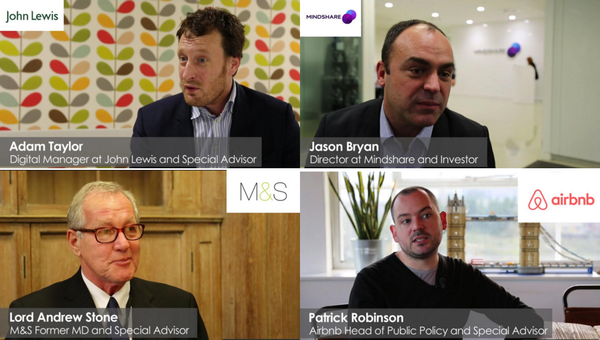 John Lewis
Adam Taylor
Digital Manager at John Lewis and Special Advisor
MINDSHARE
MINDSHARE
Jason Bryan
Director at Mindshare and Investor
M&S
Lord Andrew Stone
M&S Former MD and Special Advisor
airbnb
Patrick Robinson
Airbnb Head of Public Policy and Special Advisor